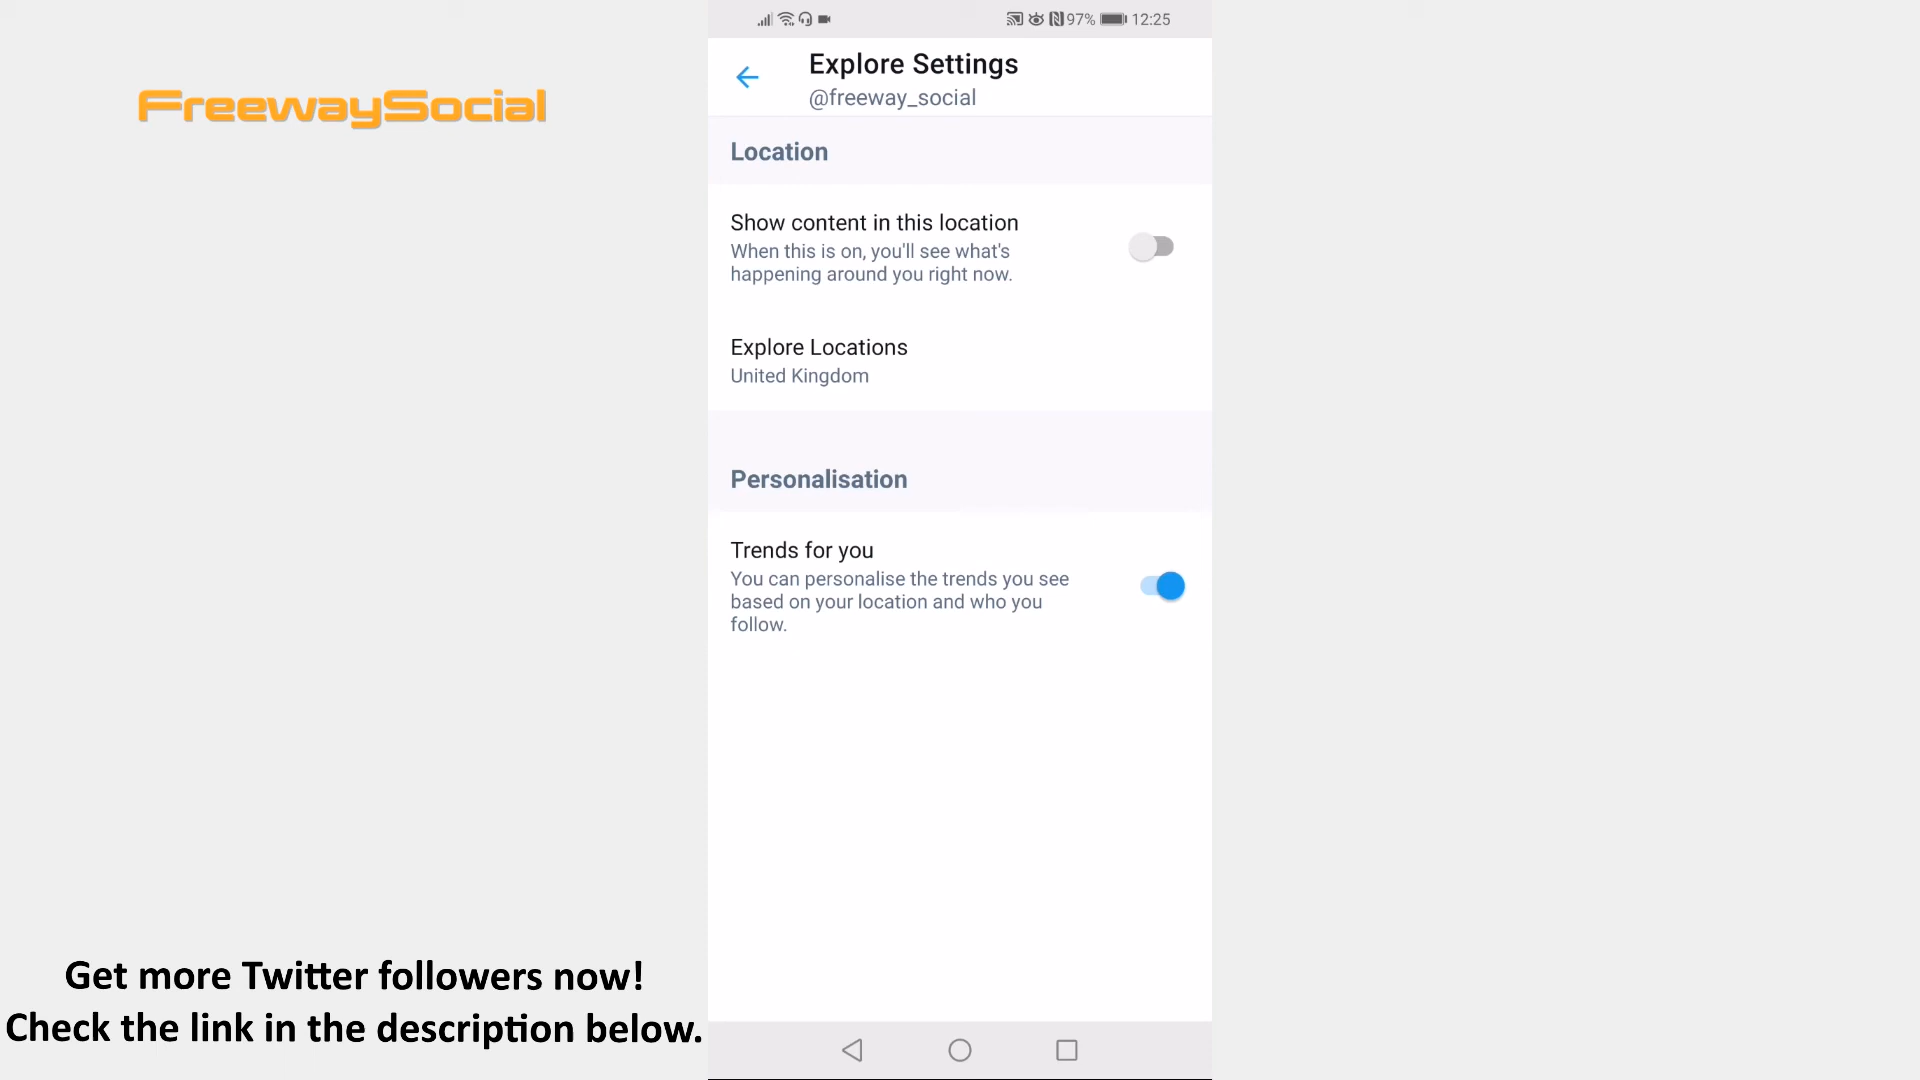 FreewaySocial
97% 12:25
Explore Settings
@freeway_social
Location
Show content in this location
When this is on, you'll see what's
happening around you right now.
Explore Locations
United Kingdom
Personalisation
Trends for you
You can personalise the trends you see
based on your location and who you
follow.
Get more Twitter followers now!
Check the link in the description below.